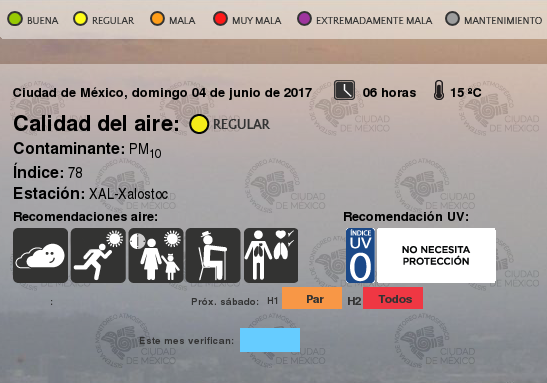 BUENA REGULAR MALA MUY MALA EXTREMADAMENTE MALA MANTENIMIENTO
Ciudad de México, domingo 04 de junio de 2017 06 horas 15 ºC
Calidad del aire: REGULAR
Contaminante: PM10
Índice: 78
Estación: XAL-Xalostoc
Recomendaciones aire: Recomendación UV:
ÍNDICE
UV
0
NO NECESITA
PROTECCIÓN
: Próx. sábado: H1 Par H2 Todos
Este mes verifican:
CIUDAD
DE MÉXICO